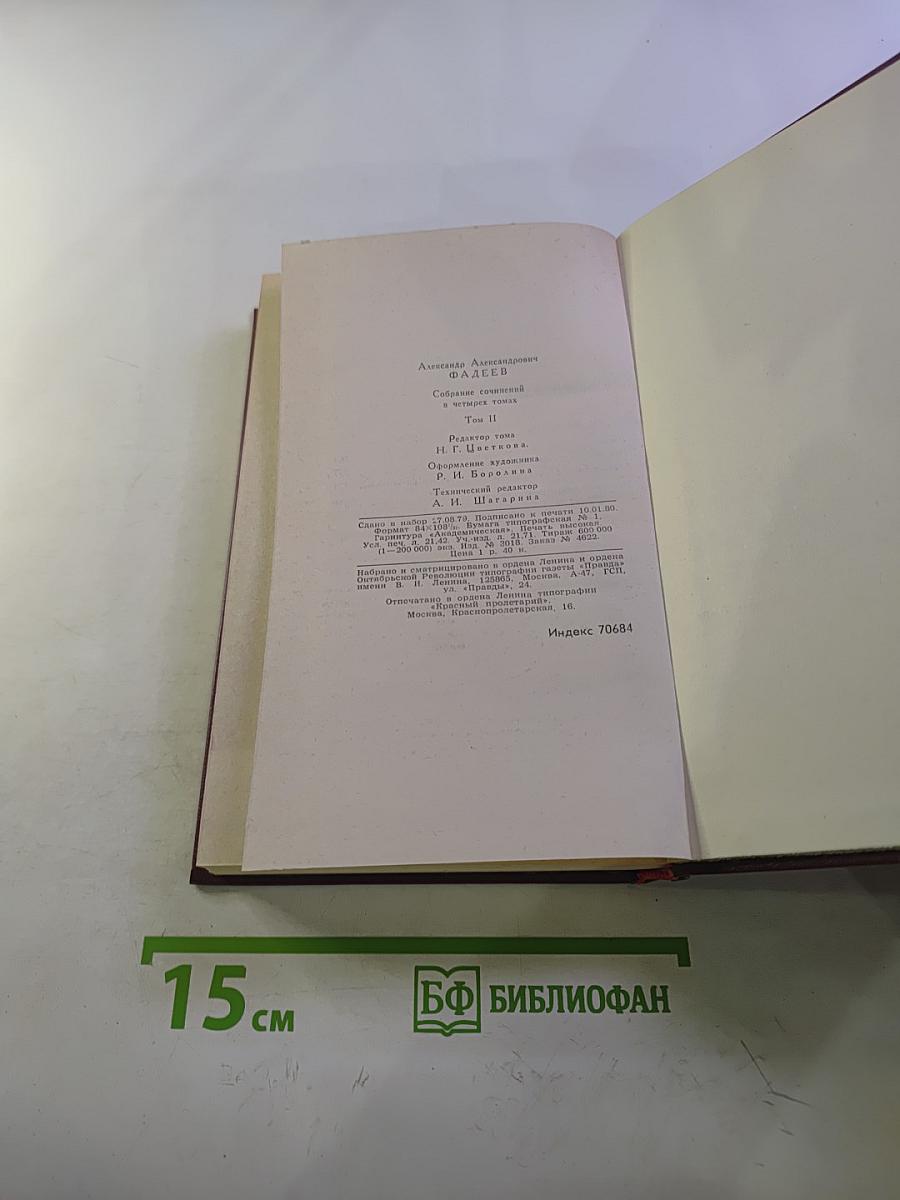 Александр Александрович
ФАДЕЕВ
Собрание сочинений
в четырех томах
Том II
Редактор тома
Н. Г. Цветкова.
Оформление художника
Р. И. Боролина
Технический редактор
А. И. Шагарина
Сдано в набор 27.08.79. Подписано к печати 10.01.80.
Формат 84×108¹/₃₂. Бумага типографская № 1.
Гарнитура «Академическая». Печать высокая.
Усл. печ. л. 21,42. Уч.-изд. л. 21,71. Тираж 600 000
(1—200 000) экз. Изд. № 3018. Заказ № 4622.
Цена 1 р. 40 к.
Набрано и сматрицировано в ордена Ленина и ордена
Октябрьской Революции типографии газеты «Правда»
имени В. И. Ленина, 125865, Москва, А-47, ГСП,
ул. «Правды», 24.
Отпечатано в ордена Ленина типографии
«Красный пролетарий».
Москва, Краснопролетарская, 16.
Индекс 70684
15 см
БФ БИБЛИОФАН